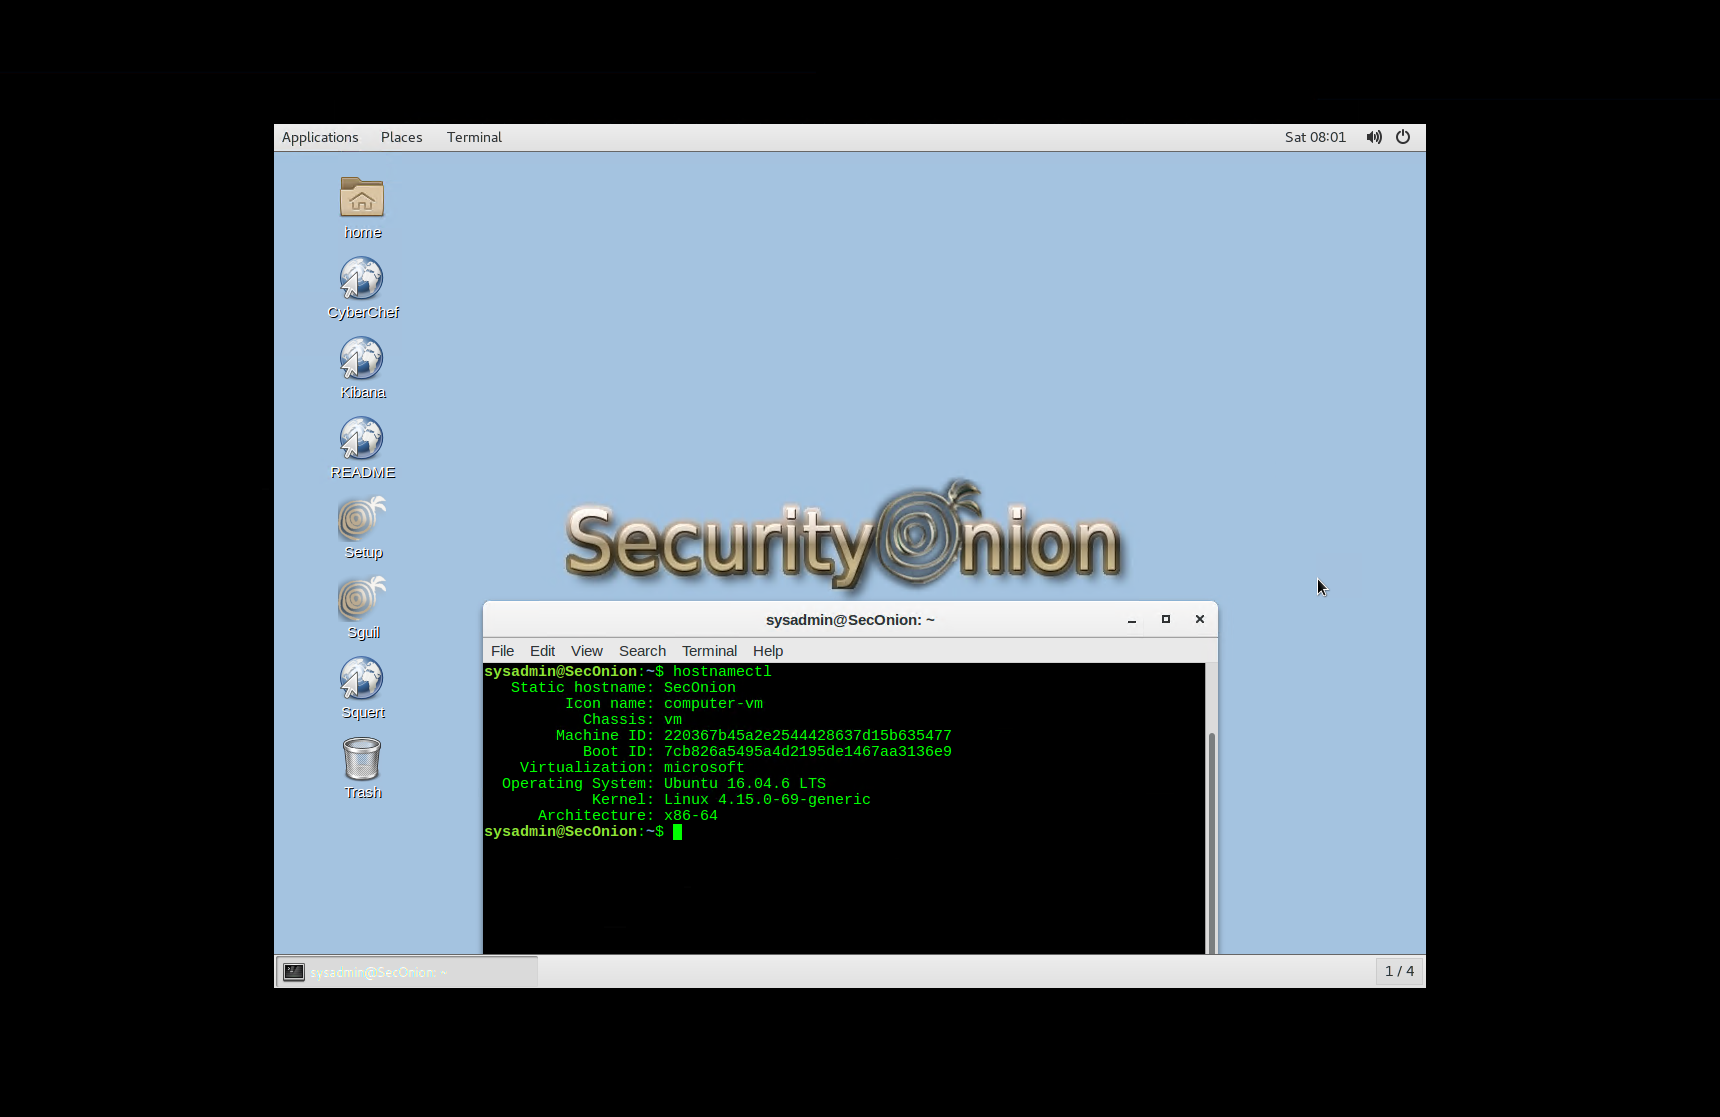 Applications Places Terminal Sat 08:01
home
CyberChef
Kibana
README
Setup
Sguil
Squert
Trash
SecurityOnion
sysadmin@SecOnion: ~
File Edit View Search Terminal Help
sysadmin@SecOnion:~$ hostnamectl
Static hostname: SecOnion
Icon name: computer-vm
Chassis: vm
Machine ID: 220367b45a2e2544428637d15b635477
Boot ID: 7cb826a5495a4d2195de1467aa3136e9
Virtualization: microsoft
Operating System: Ubuntu 16.04.6 LTS
Kernel: Linux 4.15.0-69-generic
Architecture: x86-64
sysadmin@SecOnion:~$
sysadmin@SecOnion: ~
1 / 4